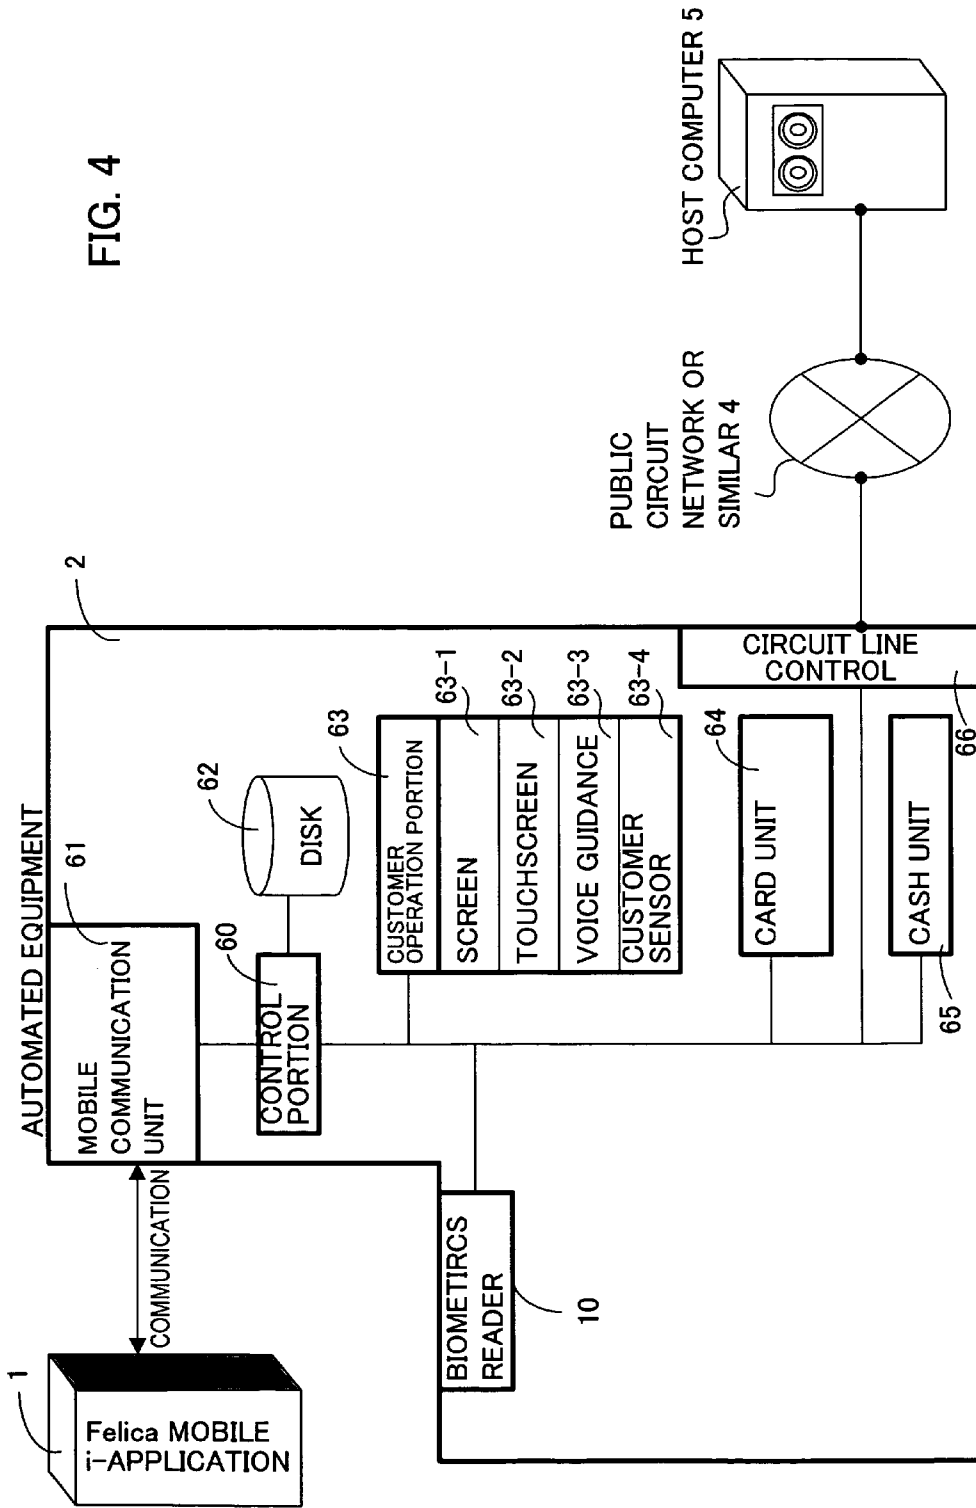 FIG. 4
AUTOMATED EQUIPMENT
2
1
Felica MOBILE
i-APPLICATION
COMMUNICATION
MOBILE
COMMUNICATION
UNIT
61
60
CONTROL
PORTION
62
DISK
63
CUSTOMER
OPERATION PORTION
SCREEN
63-1
TOUCHSCREEN
63-2
VOICE GUIDANCE
63-3
CUSTOMER
SENSOR
63-4
BIOMETIRCS
READER
10
CARD UNIT
64
CASH UNIT
65
CIRCUIT LINE
CONTROL
66
PUBLIC
CIRCUIT
NETWORK OR
SIMILAR 4
HOST COMPUTER 5